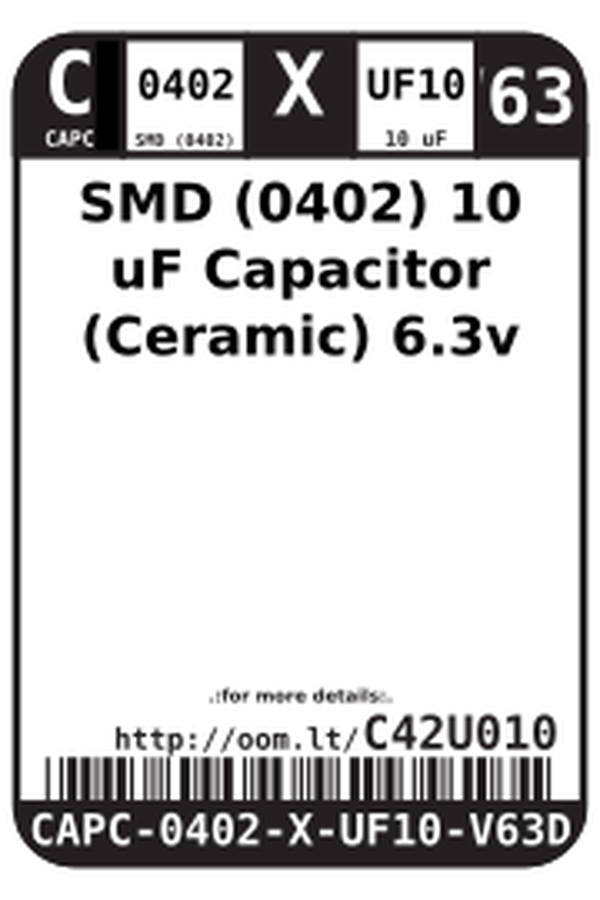 C 0402 X UF10 '63
CAPC SMD (0402) 10 uF
SMD (0402) 10
uF Capacitor
(Ceramic) 6.3v
.:for more details:.
http://oom.lt/C42U010
CAPC-0402-X-UF10-V63D